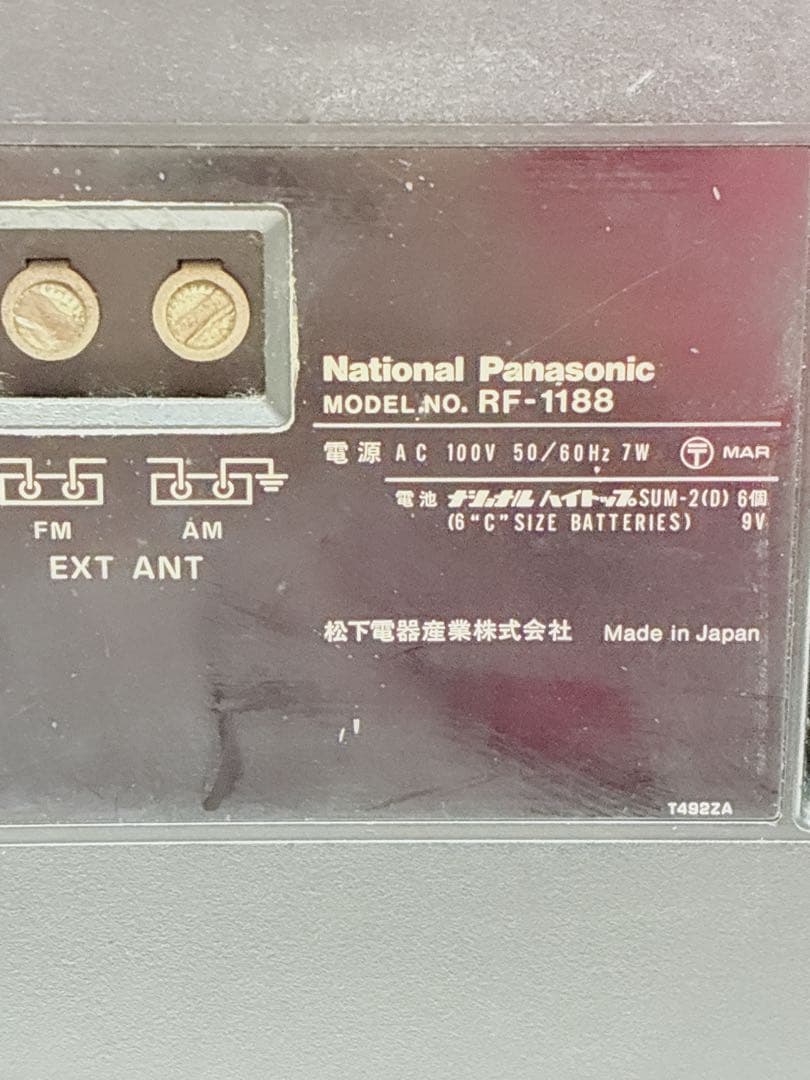 National Panasonic
MODEL NO. RF-1188
電源 AC 100V 50/60Hz 7W 〒 MAR
電池 ナショナル ハイトップ SUM-2(D) 6個
(6 "C" SIZE BATTERIES) 9V
FM AM
EXT ANT
松下電器産業株式会社 Made in Japan
T492ZA